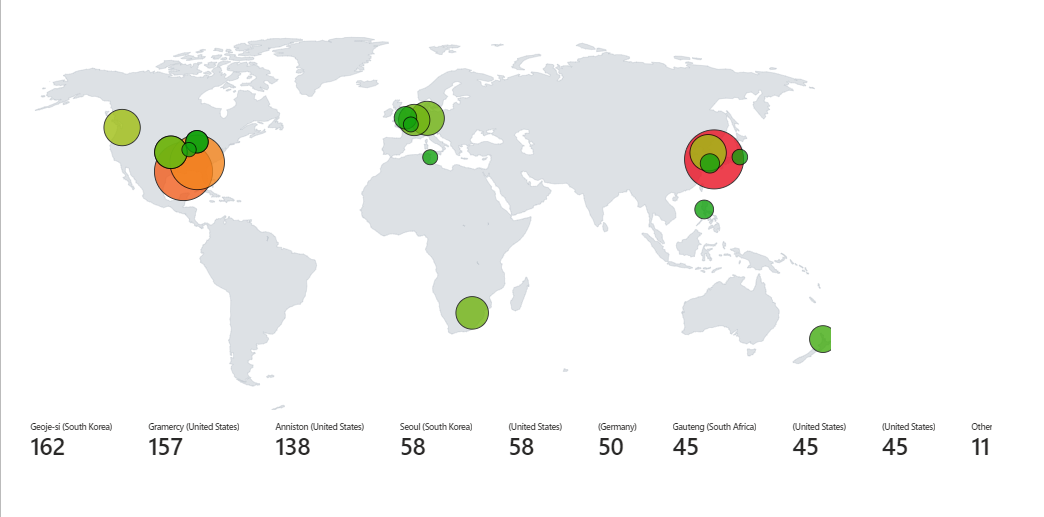 Geoje-si (South Korea) Gramercy (United States) Anniston (United States) Seoul (South Korea) (United States) (Germany) Gauteng (South Africa) (United States) (United States) Other
162 157 138 58 58 50 45 45 45 11